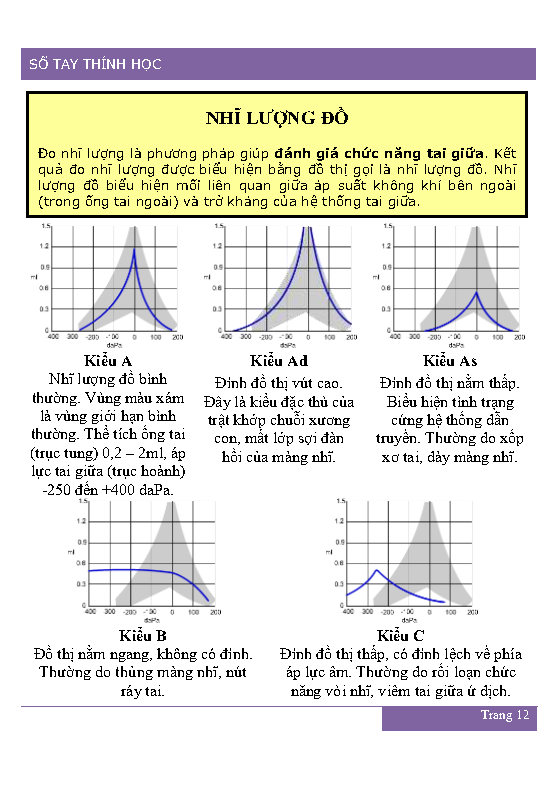 SỔ TAY THÍNH HỌC
NHĨ LƯỢNG ĐỒ
Đo nhĩ lượng là phương pháp giúp đánh giá chức năng tai giữa. Kết
quả đo nhĩ lượng được biểu hiện bằng đồ thị gọi là nhĩ lượng đồ. Nhĩ
lượng đồ biểu hiện mối liên quan giữa áp suất không khí bên ngoài
(trong ống tai ngoài) và trở kháng của hệ thống tai giữa.
1.5
1.2
0.9
ml
0.6
0.3
0
400 300 -200 -100 0 100 200
daPa
1.5
1.2
0.9
ml
0.6
0.3
0
400 300 -200 -100 0 100 200
daPa
1.5
1.2
0.9
ml
0.6
0.3
0
400 300 -200 -100 0 100 200
daPa
Kiểu A
Nhĩ lượng đồ bình
thường. Vùng màu xám
là vùng giới hạn bình
thường. Thể tích ống tai
(trục tung) 0,2 – 2ml, áp
lực tai giữa (trục hoành)
-250 đến +400 daPa.
Kiểu Ad
Đỉnh đồ thị vút cao.
Đây là kiểu đặc thù của
trật khớp chuỗi xương
con, mất lớp sợi đàn
hồi của màng nhĩ.
Kiểu As
Đỉnh đồ thị nằm thấp.
Biểu hiện tình trạng
cứng hệ thống dẫn
truyền. Thường do xốp
xơ tai, dày màng nhĩ.
1.5
1.2
0.9
ml
0.6
0.3
0
400 300 -200 -100 0 100 200
daPa
1.5
1.2
0.9
ml
0.6
0.3
0
400 300 -200 -100 0 100 200
daPa
Kiểu B
Đồ thị nằm ngang, không có đỉnh.
Thường do thủng màng nhĩ, nút
ráy tai.
Kiểu C
Đỉnh đồ thị thấp, có đỉnh lệch về phía
áp lực âm. Thường do rối loạn chức
năng vòi nhĩ, viêm tai giữa ứ dịch.
Trang 12